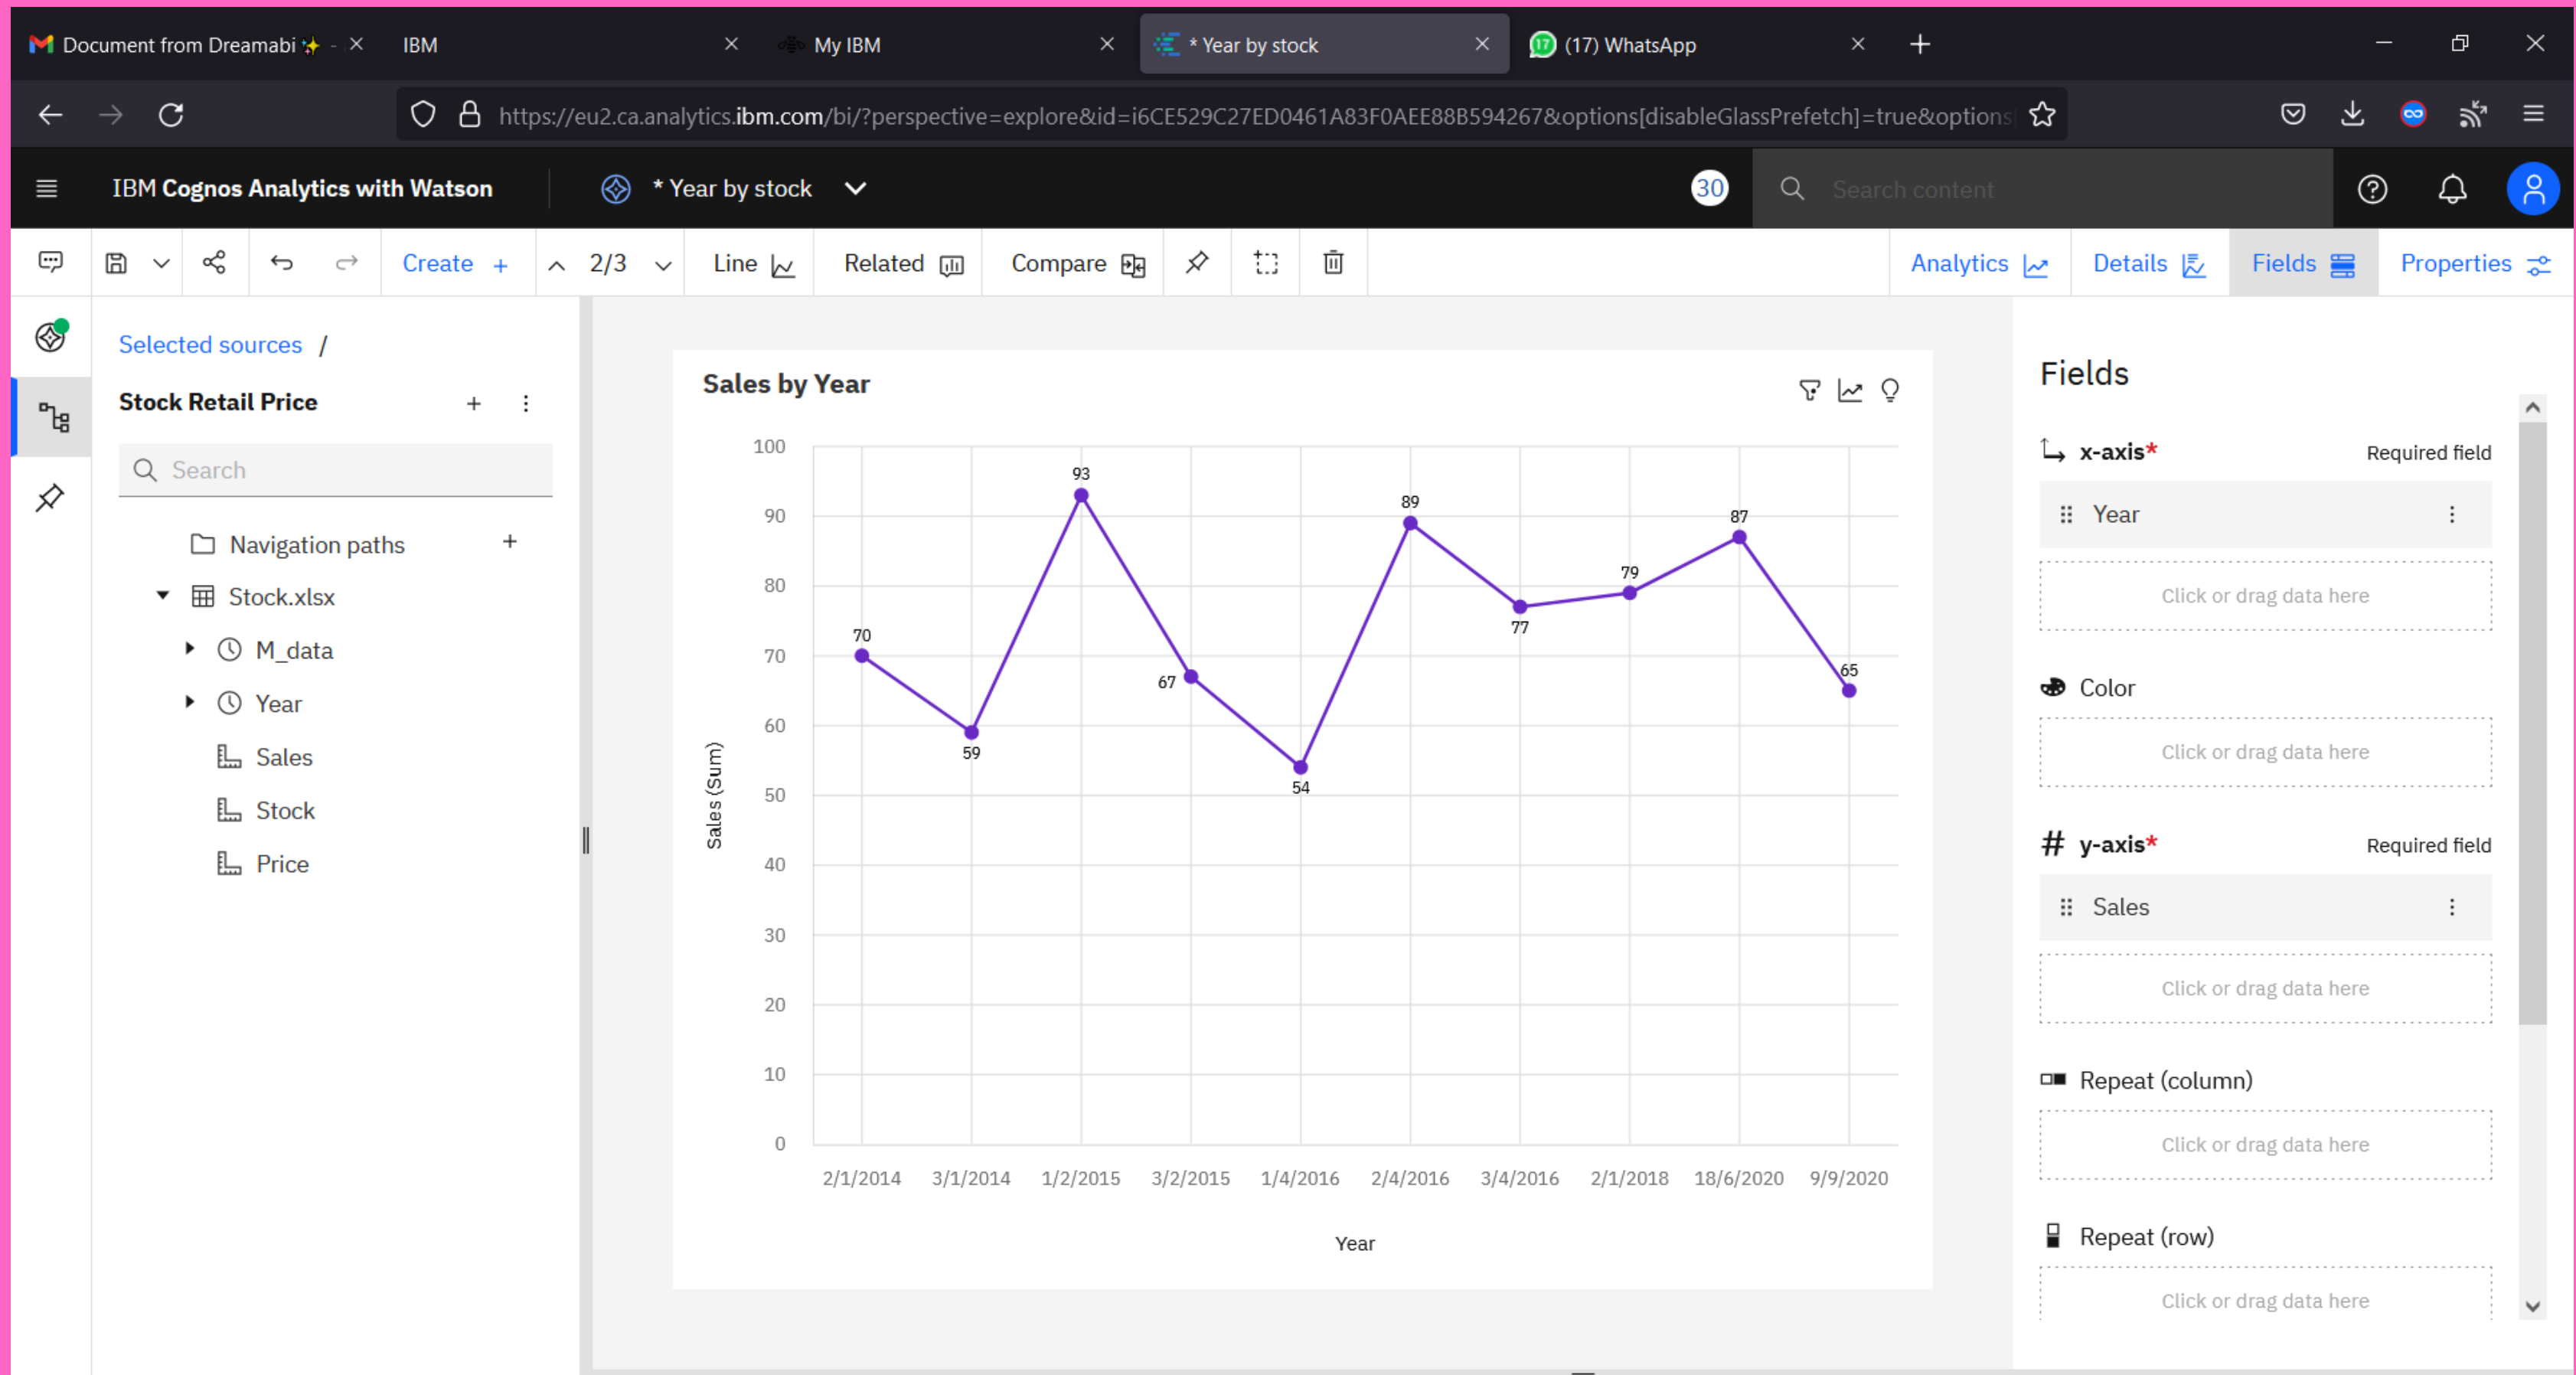 Document from Dreamabi✨ -
IBM
My IBM
* Year by stock
(17) WhatsApp
https://eu2.ca.analytics.ibm.com/bi/?perspective=explore&id=i6CE529C27ED0461A83F0AEE88B594267&options[disableGlassPrefetch]=true&options
IBM Cognos Analytics with Watson
* Year by stock
30
Search content
Create +
2/3
Line
Related
Compare
Analytics
Details
Fields
Properties
Selected sources /
Stock Retail Price
Search
Navigation paths
Stock.xlsx
M_data
Year
Sales
Stock
Price
Sales by Year
100
90
80
70
60
50
40
30
20
10
0
Sales (Sum)
70
59
93
67
54
89
77
79
87
65
2/1/2014
3/1/2014
1/2/2015
3/2/2015
1/4/2016
2/4/2016
3/4/2016
2/1/2018
18/6/2020
9/9/2020
Year
Fields
x-axis* Required field
Year
Click or drag data here
Color
Click or drag data here
# y-axis* Required field
Sales
Click or drag data here
Repeat (column)
Click or drag data here
Repeat (row)
Click or drag data here